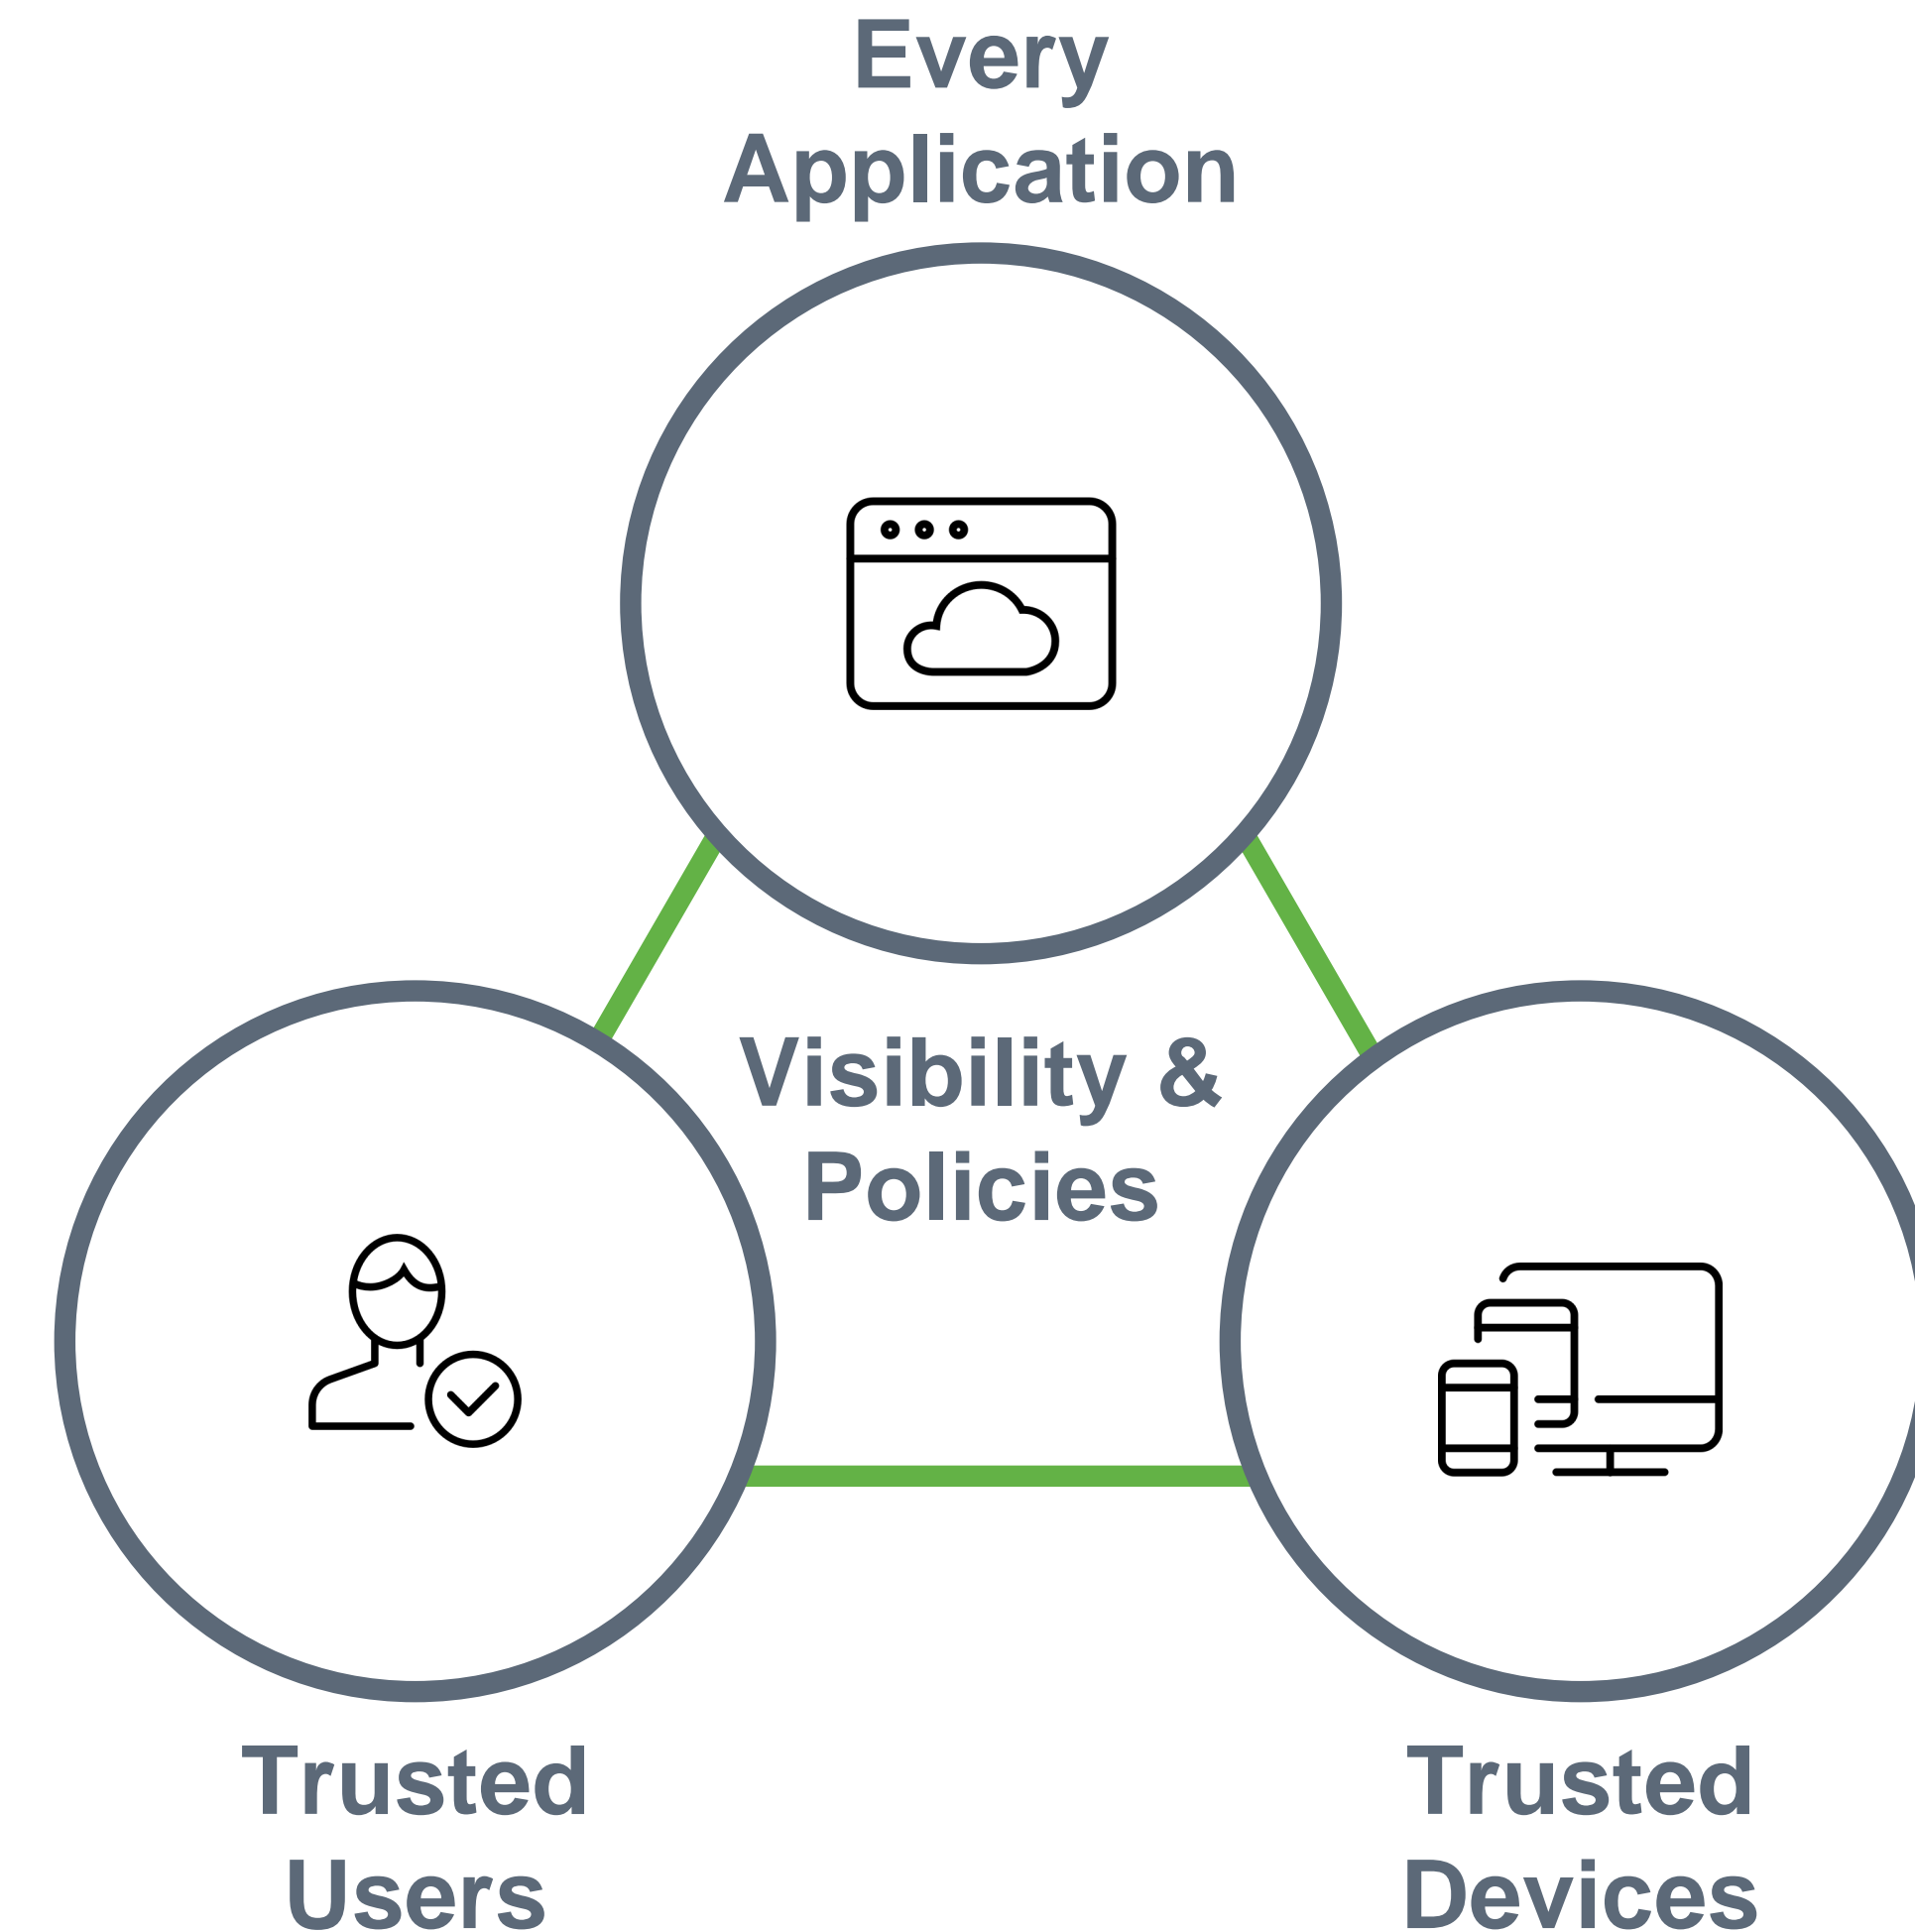 Every
Application
Visibility &
Policies
Trusted
Users
Trusted
Devices